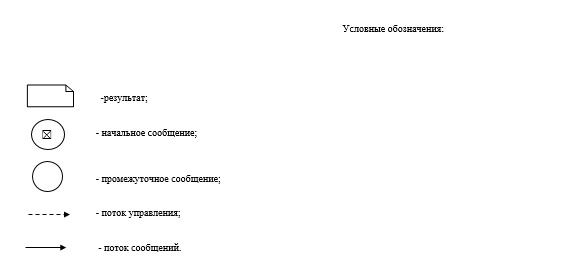 Условные обозначения:
-результат;
- начальное сообщение;
- промежуточное сообщение;
- поток управления;
- поток сообщений.